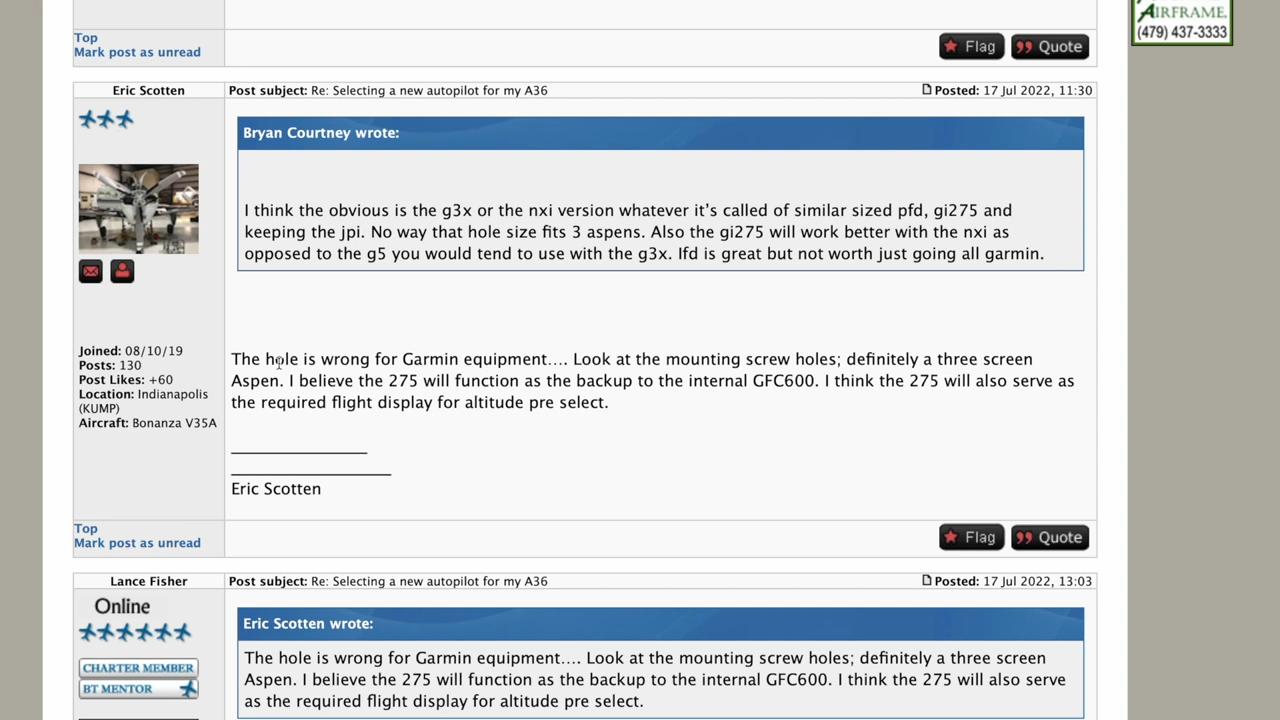 AIRFRAME.
(479) 437-3333
Top
Mark post as unread
Flag
Quote
Eric Scotten
Post subject: Re: Selecting a new autopilot for my A36
Posted: 17 Jul 2022, 11:30
Bryan Courtney wrote:
I think the obvious is the g3x or the nxi version whatever it's called of similar sized pfd, gi275 and
keeping the jpi. No way that hole size fits 3 aspens. Also the gi275 will work better with the nxi as
opposed to the g5 you would tend to use with the g3x. Ifd is great but not worth just going all garmin.
Joined: 08/10/19
Posts: 130
Post Likes: +60
Location: Indianapolis
(KUMP)
Aircraft: Bonanza V35A
The hole is wrong for Garmin equipment.... Look at the mounting screw holes; definitely a three screen
Aspen. I believe the 275 will function as the backup to the internal GFC600. I think the 275 will also serve as
the required flight display for altitude pre select.
Eric Scotten
Top
Mark post as unread
Flag
Quote
Lance Fisher
Post subject: Re: Selecting a new autopilot for my A36
Posted: 17 Jul 2022, 13:03
Online
CHARTER MEMBER
BT MENTOR
Eric Scotten wrote:
The hole is wrong for Garmin equipment.... Look at the mounting screw holes; definitely a three screen
Aspen. I believe the 275 will function as the backup to the internal GFC600. I think the 275 will also serve
as the required flight display for altitude pre select.